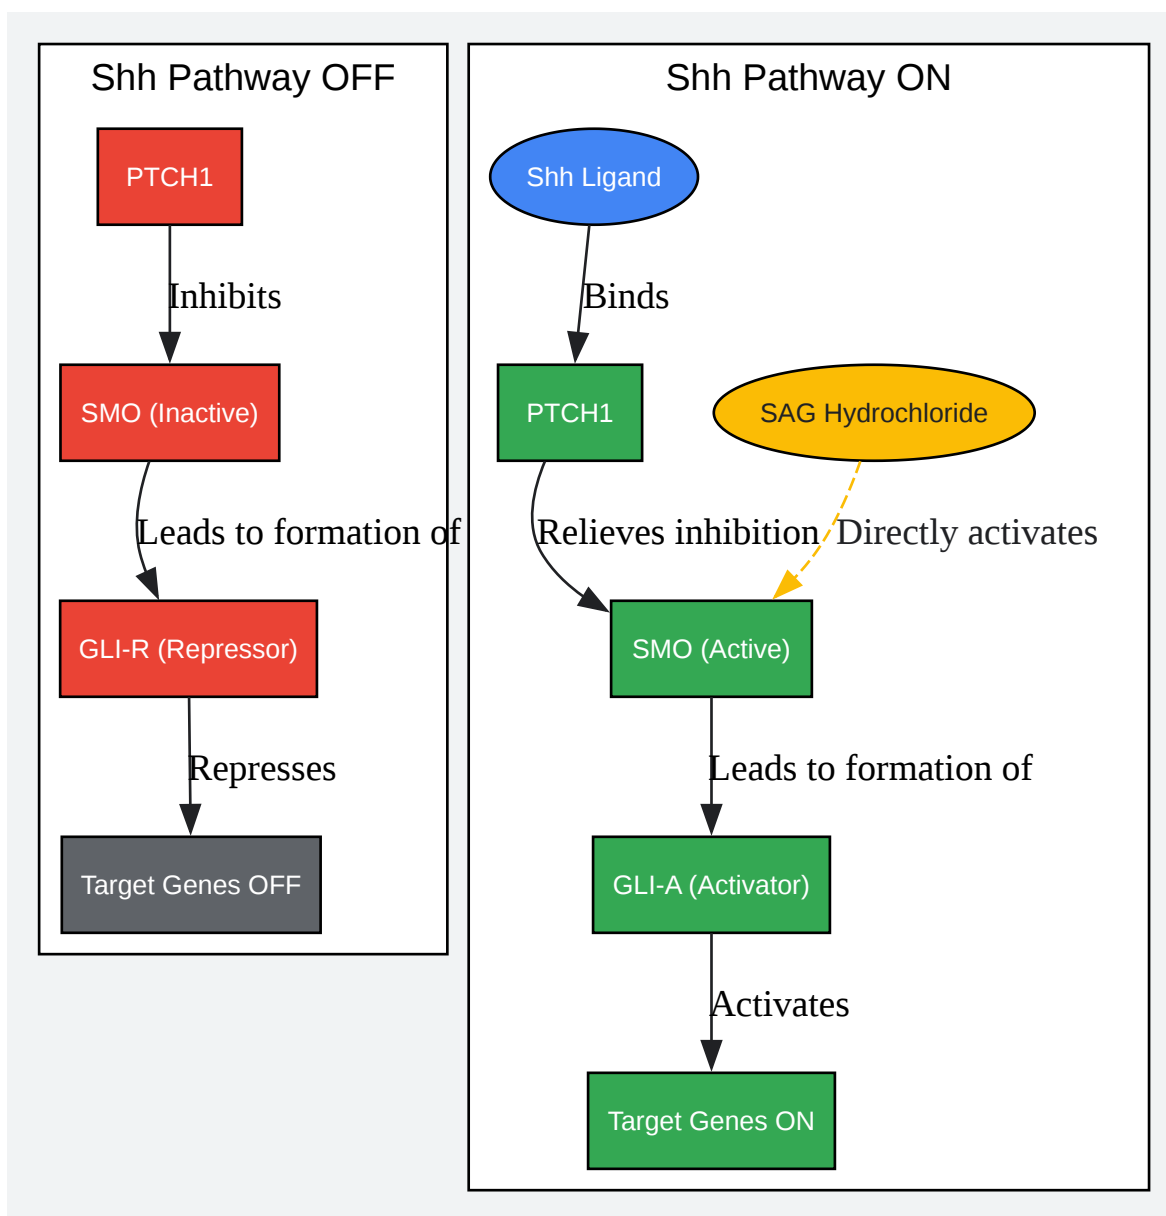 Shh Pathway OFF
PTCH1
Inhibits
SMO (Inactive)
Leads to formation of
GLI-R (Repressor)
Represses
Target Genes OFF
Shh Pathway ON
Shh Ligand
Binds
PTCH1
SAG Hydrochloride
Relieves inhibition
Directly activates
SMO (Active)
Leads to formation of
GLI-A (Activator)
Activates
Target Genes ON